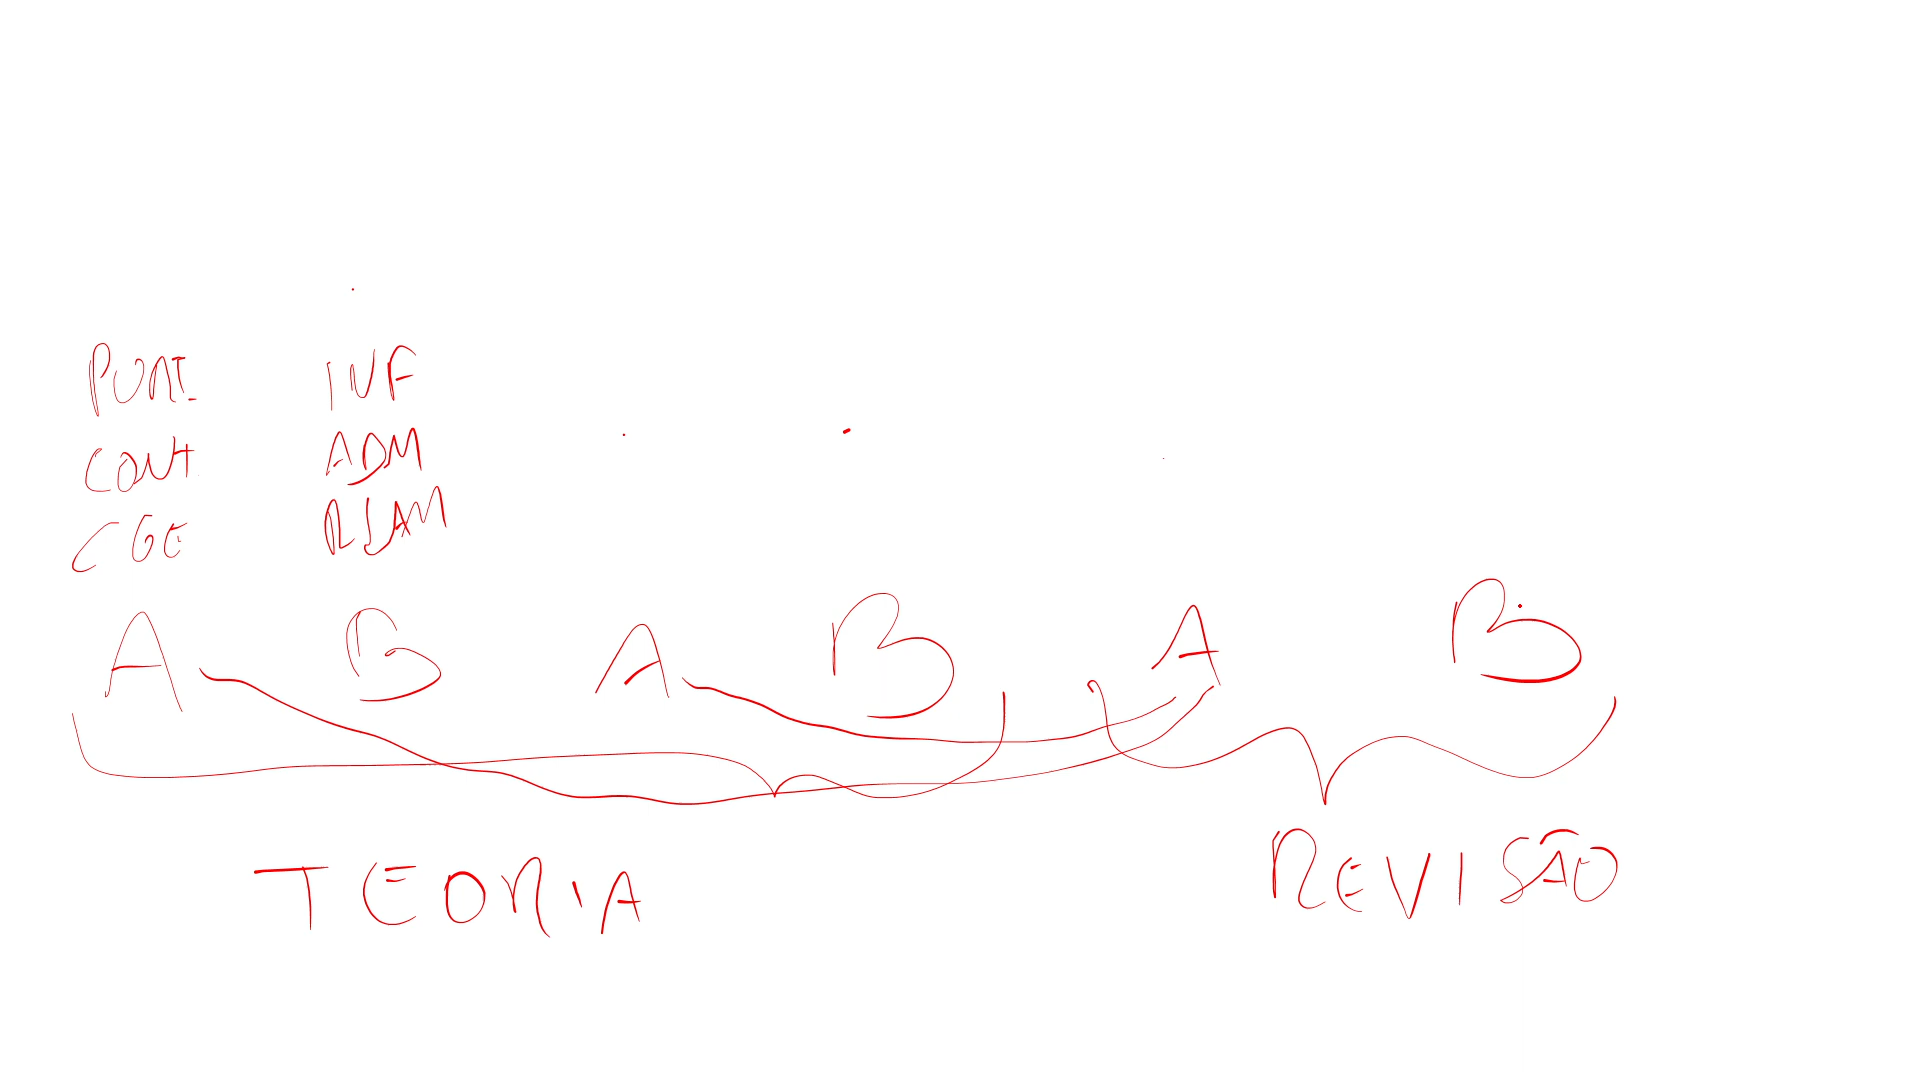 PORT. INF
CONT ADM
CGE RLAM
A B A B A B
TEORIA REVISÃO